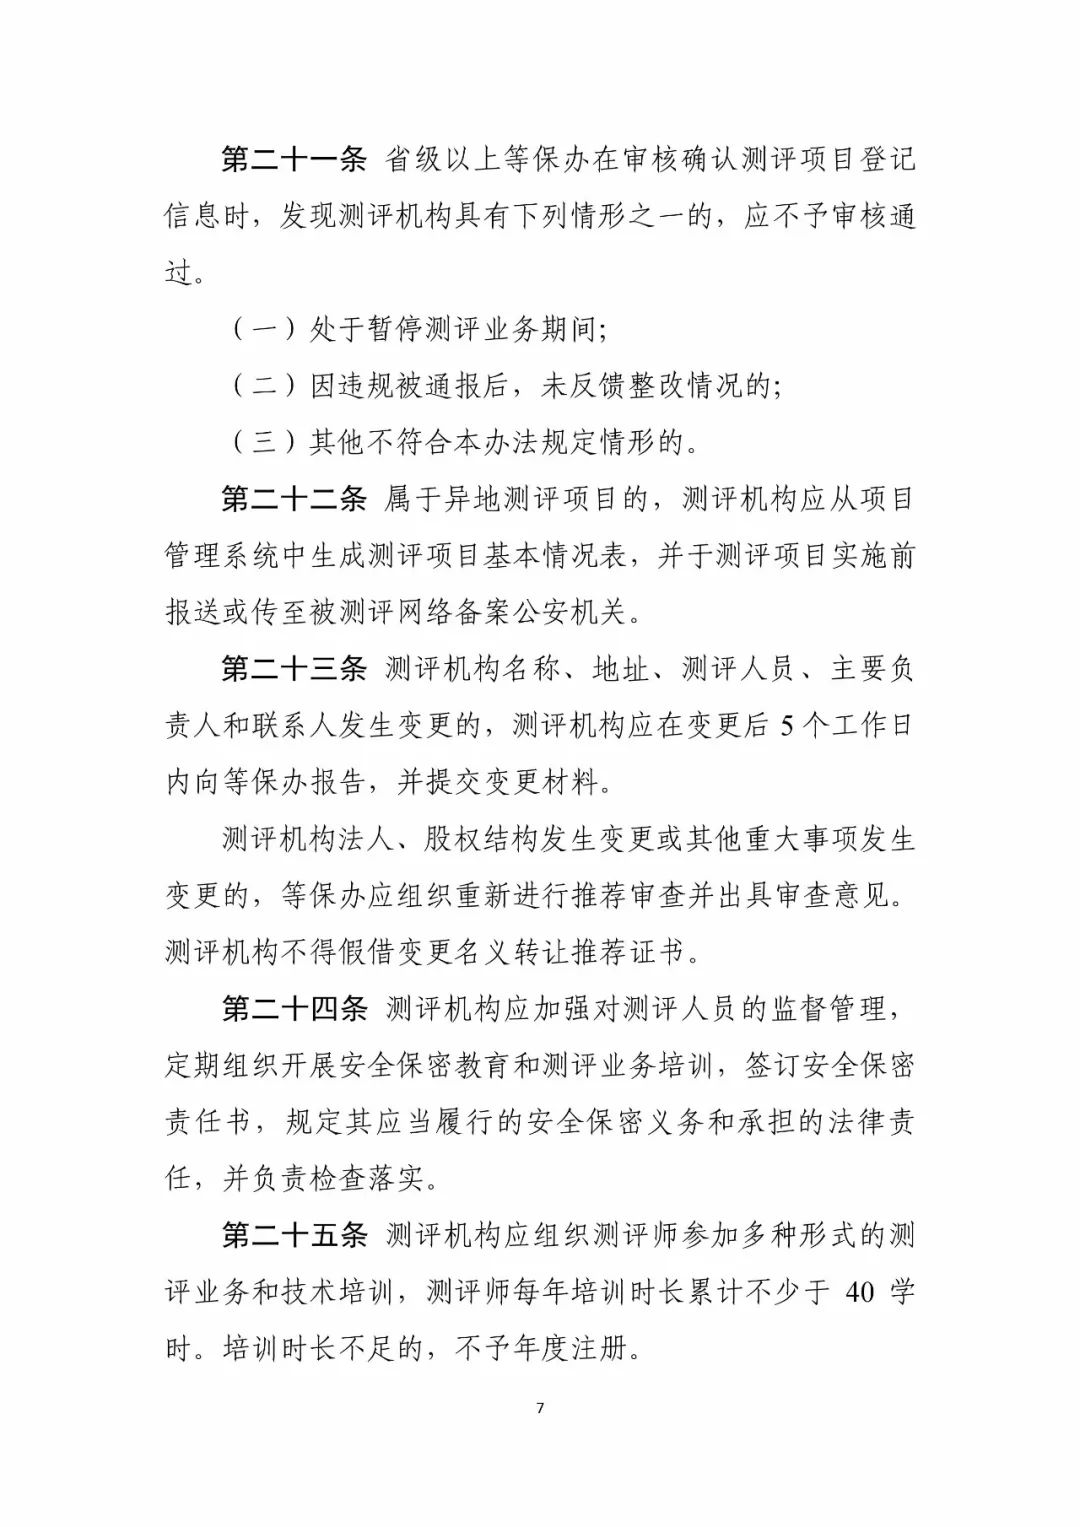 第二十一条 省级以上等保办在审核确认测评项目登记
信息时，发现测评机构具有下列情形之一的，应不予审核通
过。
（一）处于暂停测评业务期间；
（二）因违规被通报后，未反馈整改情况的；
（三）其他不符合本办法规定情形的。
第二十二条 属于异地测评项目的，测评机构应从项目
管理系统中生成测评项目基本情况表，并于测评项目实施前
报送或传至被测评网络备案公安机关。
第二十三条 测评机构名称、地址、测评人员、主要负
责人和联系人发生变更的，测评机构应在变更后 5 个工作日
内向等保办报告，并提交变更材料。
测评机构法人、股权结构发生变更或其他重大事项发生
变更的，等保办应组织重新进行推荐审查并出具审查意见。
测评机构不得假借变更名义转让推荐证书。
第二十四条 测评机构应加强对测评人员的监督管理，
定期组织开展安全保密教育和测评业务培训，签订安全保密
责任书，规定其应当履行的安全保密义务和承担的法律责
任，并负责检查落实。
第二十五条 测评机构应组织测评师参加多种形式的测
评业务和技术培训，测评师每年培训时长累计不少于 40 学
时。培训时长不足的，不予年度注册。
7